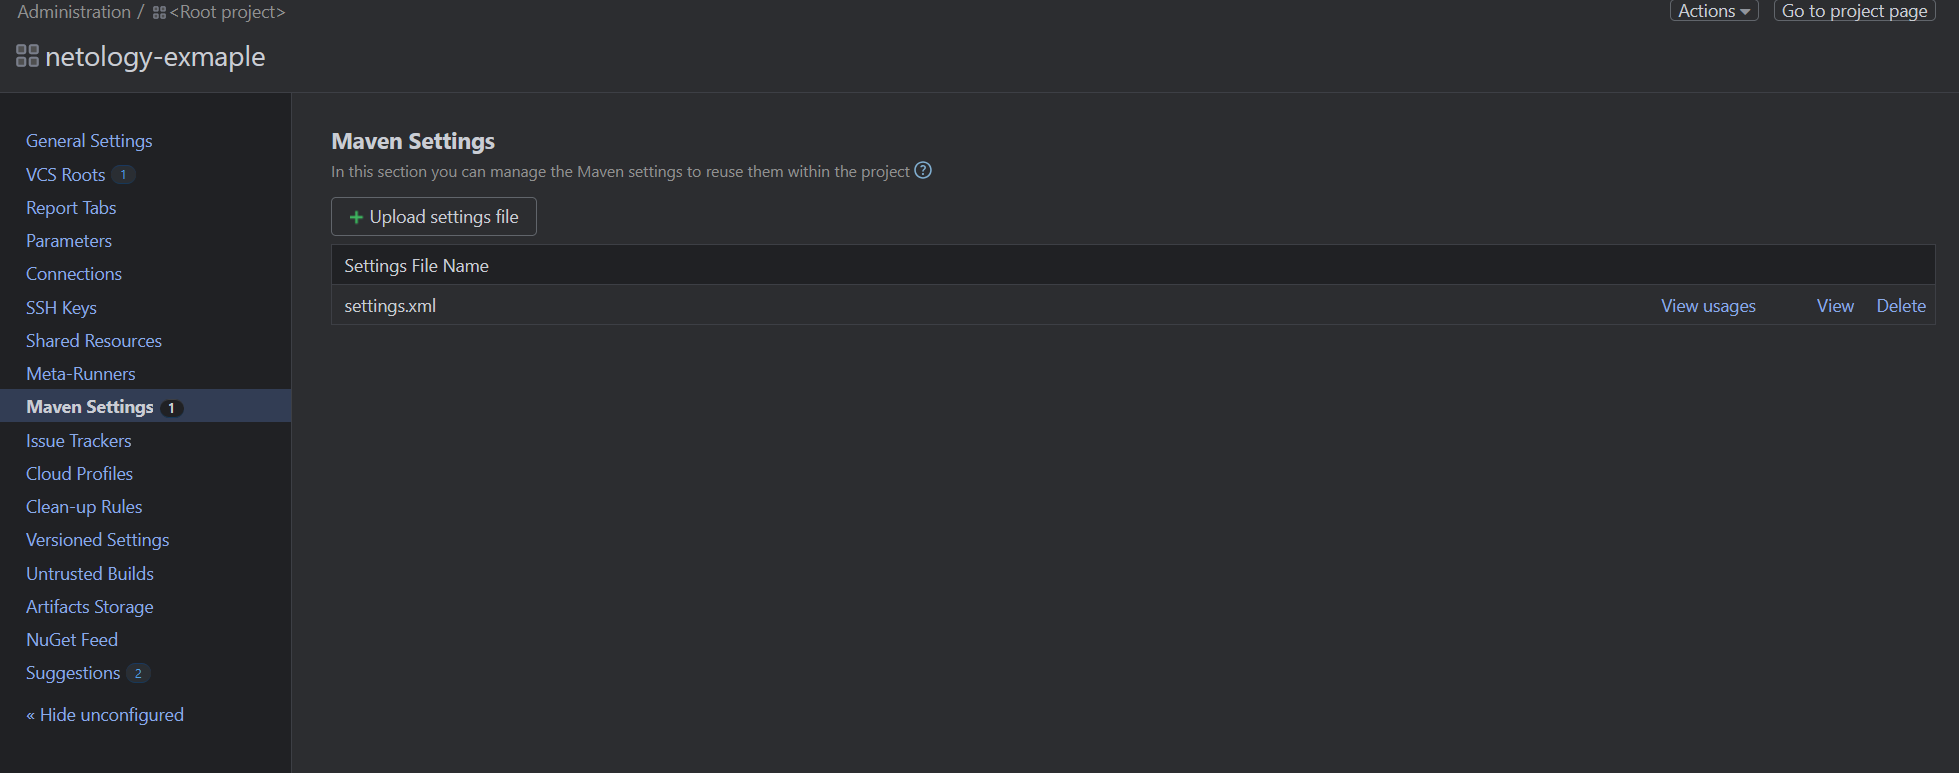 Administration / <Root project>
Actions
Go to project page
netology-exmaple
General Settings
VCS Roots 1
Report Tabs
Parameters
Connections
SSH Keys
Shared Resources
Meta-Runners
Maven Settings 1
Issue Trackers
Cloud Profiles
Clean-up Rules
Versioned Settings
Untrusted Builds
Artifacts Storage
NuGet Feed
Suggestions 2
« Hide unconfigured
Maven Settings
In this section you can manage the Maven settings to reuse them within the project ?
+ Upload settings file
Settings File Name
settings.xml View usages View Delete